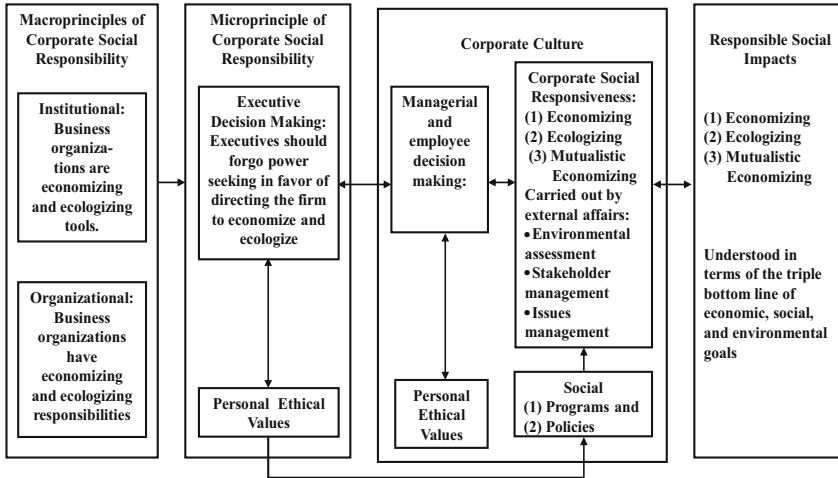 Macroprinciples of
Corporate Social
Responsibility
Institutional:
Business
organiza-
tions are
economizing
and ecologizing
tools.
Organizational:
Business
organizations
have
economizing
and ecologizing
responsibilities
Microprinciple of
Corporate Social
Responsibility
Executive
Decision Making:
Executives should
forgo power
seeking in favor of
directing the firm
to economize and
ecologize
Personal Ethical
Values
Corporate Culture
Managerial
and
employee
decision
making:
Personal
Ethical
Values
Corporate Social
Responsiveness:
(1) Economizing
(2) Ecologizing
(3) Mutualistic
Economizing
Carried out by
external affairs:
•Environmental
assessment
•Stakeholder
management
•Issues
management
Social
(1) Programs and
(2) Policies
Responsible Social
Impacts
(1) Economizing
(2) Ecologizing
(3) Mutualistic
Economizing
Understood in
terms of the triple
bottom line of
economic, social,
and environmental
goals